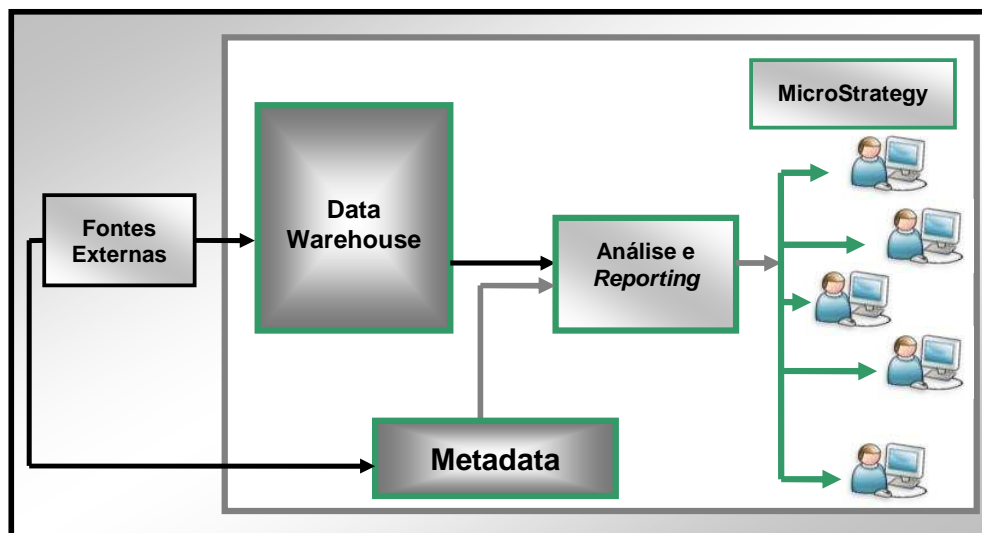 MicroStrategy
Data
Warehouse
Fontes
Externas
Análise e
Reporting
Metadata